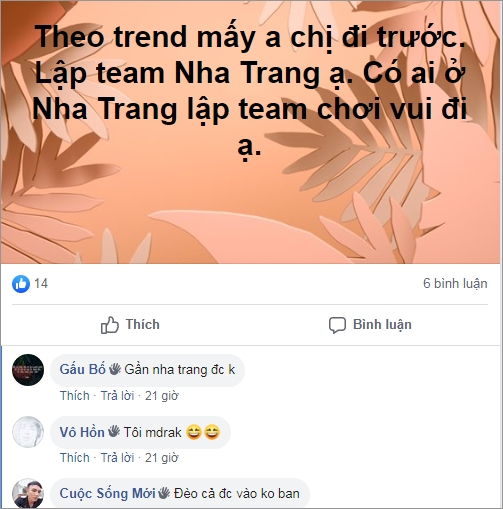 Theo trend mấy a chị đi trước.
Lập team Nha Trang ạ. Có ai ở
Nha Trang lập team chơi vui đi
ạ.
14
6 bình luận
Thích
Bình luận
Gấu Bố Gần nha trang đc k
Thích · Trả lời · 21 giờ
Vô Hồn Tôi mdrak 😄😄
Thích · Trả lời · 21 giờ
Cuộc Sống Mới Đèo cả đc vào ko ban